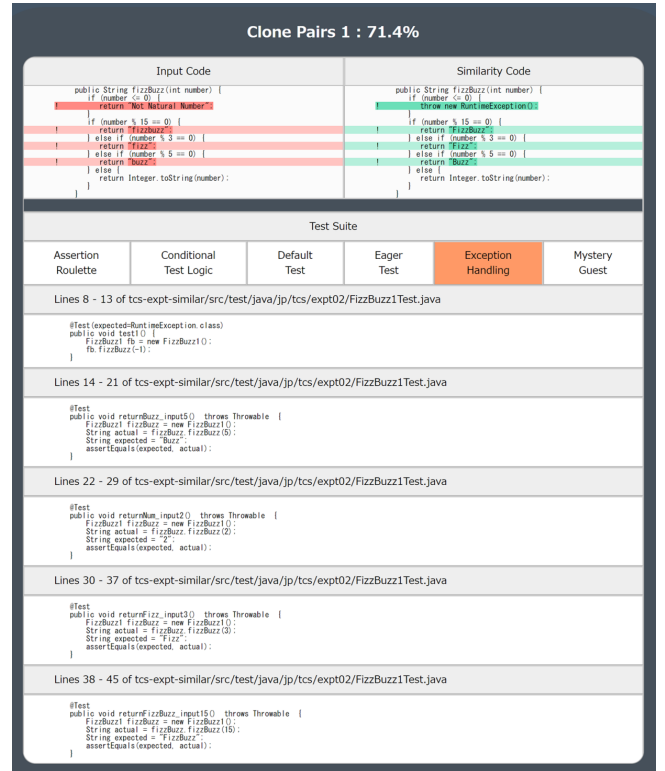 Clone Pairs 1 : 71.4%
Input Code
public String fizzBuzz(int number) {
if (number <= 0) {
! return "Not Natural Number";
}
if (number % 15 == 0) {
! return "fizzbuzz";
} else if (number % 3 == 0) {
! return "fizz";
} else if (number % 5 == 0) {
! return "buzz";
} else {
return Integer.toString(number);
}
}
Similarity Code
public String fizzBuzz(int number) {
if (number <= 0) {
! throw new RuntimeException();
}
if (number % 15 == 0) {
! return "FizzBuzz";
} else if (number % 3 == 0) {
! return "Fizz";
} else if (number % 5 == 0) {
! return "Buzz";
} else {
return Integer.toString(number);
}
}
Test Suite
Assertion Roulette
Conditional Test Logic
Default Test
Eager Test
Exception Handling
Mystery Guest
Lines 8 - 13 of tcs-expt-similar/src/test/java/jp/tcs/expt02/FizzBuzz1Test.java
@Test(expected=RuntimeException.class)
public void test1() {
FizzBuzz1 fb = new FizzBuzz1();
fb.fizzBuzz(-1);
}
Lines 14 - 21 of tcs-expt-similar/src/test/java/jp/tcs/expt02/FizzBuzz1Test.java
@Test
public void returnBuzz_input5() throws Throwable {
FizzBuzz1 fizzBuzz = new FizzBuzz1();
String actual = fizzBuzz.fizzBuzz(5);
String expected = "Buzz";
assertEquals(expected, actual);
}
Lines 22 - 29 of tcs-expt-similar/src/test/java/jp/tcs/expt02/FizzBuzz1Test.java
@Test
public void returnNum_input2() throws Throwable {
FizzBuzz1 fizzBuzz = new FizzBuzz1();
String actual = fizzBuzz.fizzBuzz(2);
String expected = "2";
assertEquals(expected, actual);
}
Lines 30 - 37 of tcs-expt-similar/src/test/java/jp/tcs/expt02/FizzBuzz1Test.java
@Test
public void returnFizz_input3() throws Throwable {
FizzBuzz1 fizzBuzz = new FizzBuzz1();
String actual = fizzBuzz.fizzBuzz(3);
String expected = "Fizz";
assertEquals(expected, actual);
}
Lines 38 - 45 of tcs-expt-similar/src/test/java/jp/tcs/expt02/FizzBuzz1Test.java
@Test
public void returnFizzBuzz_input15() throws Throwable {
FizzBuzz1 fizzBuzz = new FizzBuzz1();
String actual = fizzBuzz.fizzBuzz(15);
String expected = "FizzBuzz";
assertEquals(expected, actual);
}